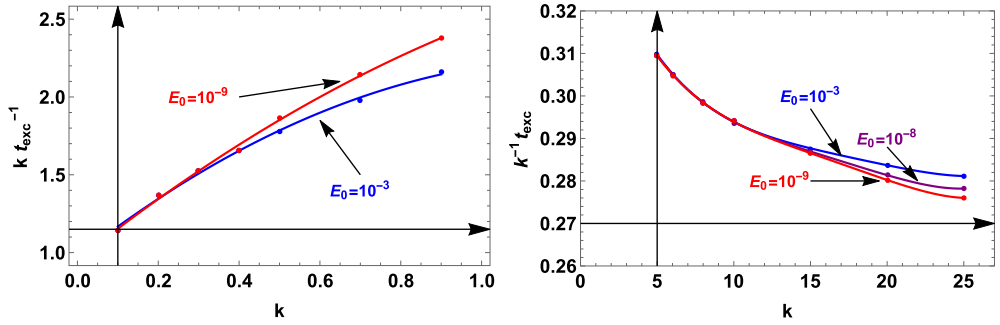 2.5
2.0
1.5
1.0
k t_exc^-1
E₀=10⁻⁹
E₀=10⁻³
0.0 0.2 0.4 0.6 0.8 1.0
k
0.32
0.31
0.30
0.29
0.28
0.27
0.26
k⁻¹t_exc
E₀=10⁻³
E₀=10⁻⁸
E₀=10⁻⁹
0 5 10 15 20 25
k